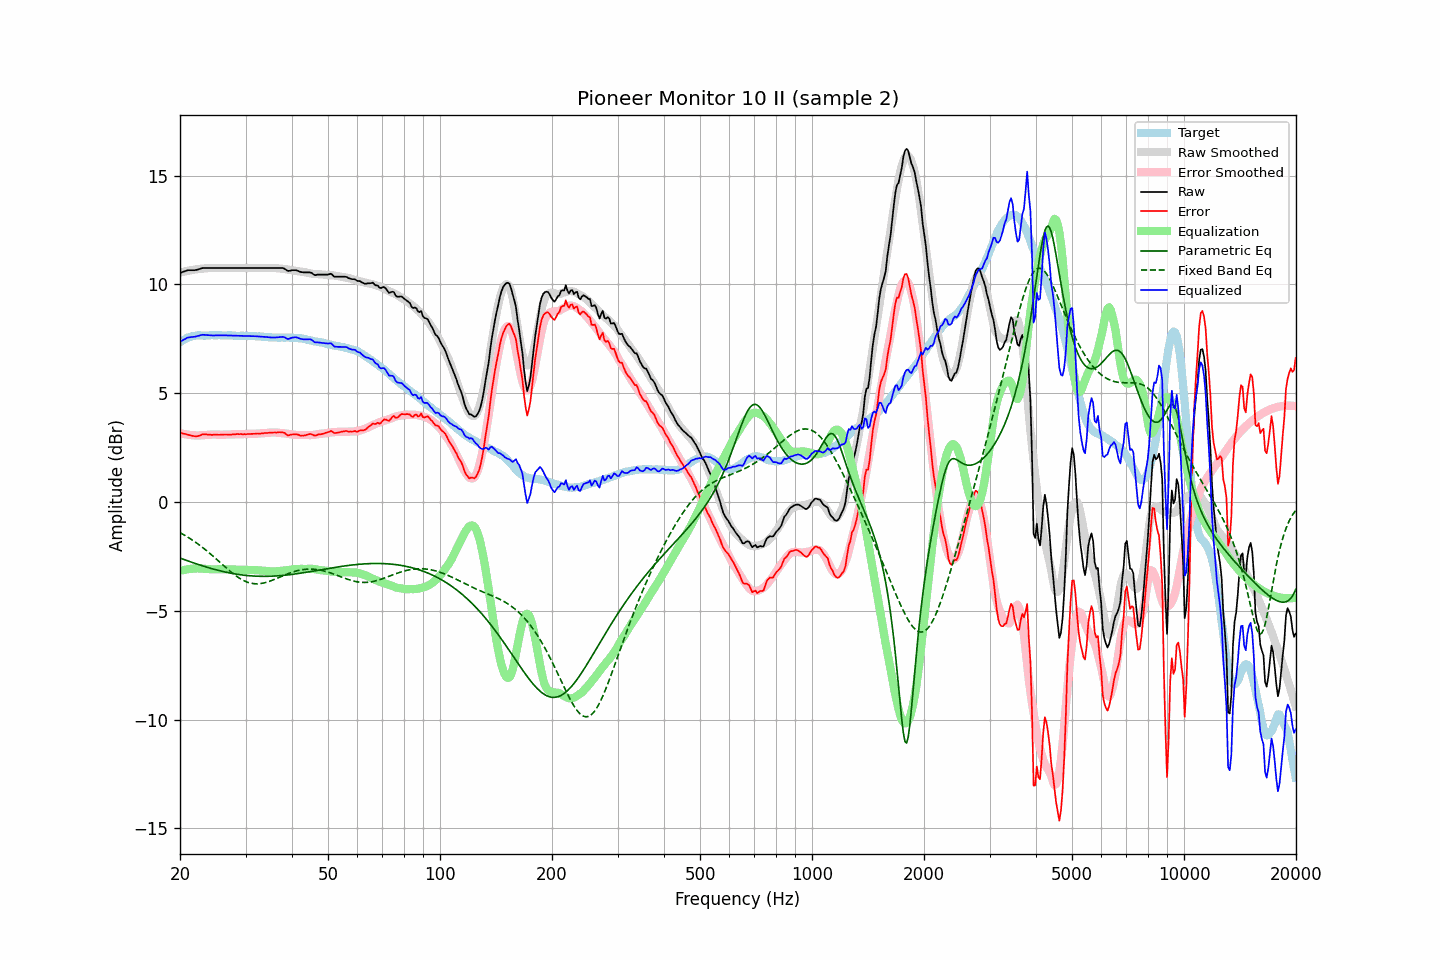 Pioneer Monitor 10 II (sample 2)
Target
Raw Smoothed
Error Smoothed
Raw
Error
Equalization
Parametric Eq
Fixed Band Eq
Equalized
Amplitude (dBr)
15
10
5
0
−5
−10
−15
20
50
100
200
500
1000
2000
5000
10000
20000
Frequency (Hz)